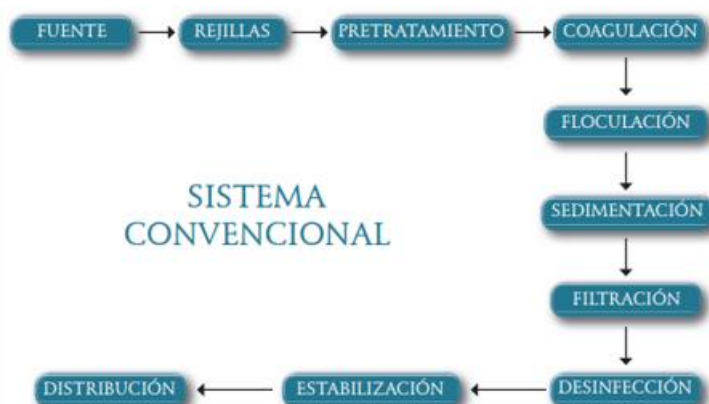 FUENTE
REJILLAS
PRETRATAMIENTO
COAGULACIÓN
FLOCULACIÓN
SISTEMA
CONVENCIONAL
SEDIMENTACIÓN
FILTRACIÓN
DISTRIBUCIÓN
ESTABILIZACIÓN
DESINFECCIÓN